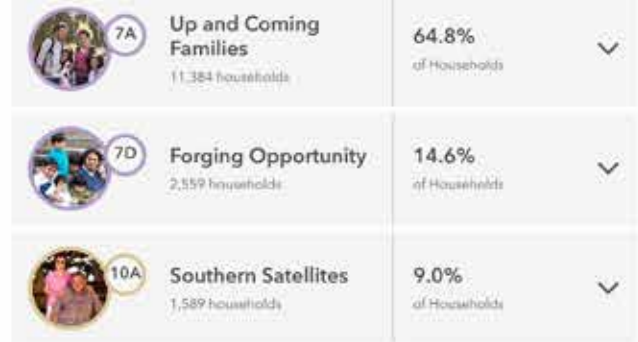 7A
Up and Coming
Families
11,384 households
64.8%
of Households
7D
Forging Opportunity
2,559 households
14.6%
of Households
10A
Southern Satellites
1,589 households
9.0%
of Households